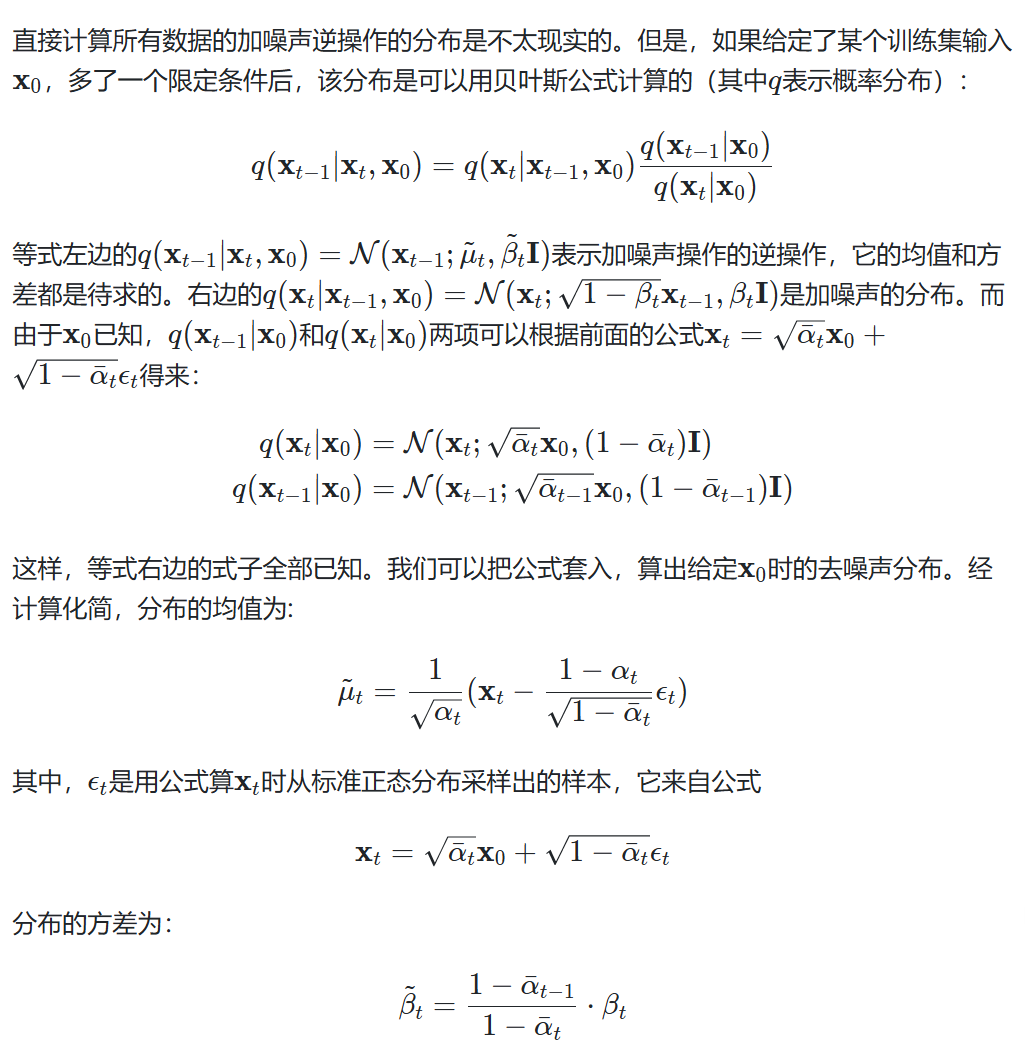 直接计算所有数据的加噪声逆操作的分布是不太现实的。但是，如果给定了某个训练集输入
$\mathbf{x}_0$，多了一个限定条件后，该分布是可以用贝叶斯公式计算的（其中$q$表示概率分布）：
$q(\mathbf{x}_{t-1}|\mathbf{x}_t, \mathbf{x}_0) = q(\mathbf{x}_t|\mathbf{x}_{t-1}, \mathbf{x}_0)\frac{q(\mathbf{x}_{t-1}|\mathbf{x}_0)}{q(\mathbf{x}_t|\mathbf{x}_0)}$
等式左边的$q(\mathbf{x}_{t-1}|\mathbf{x}_t, \mathbf{x}_0) = \mathcal{N}(\mathbf{x}_{t-1}; \tilde{\mu}_t, \tilde{\beta}_t\mathbf{I})$表示加噪声操作的逆操作，它的均值和方
差都是待求的。右边的$q(\mathbf{x}_t|\mathbf{x}_{t-1}, \mathbf{x}_0) = \mathcal{N}(\mathbf{x}_t; \sqrt{1-\beta_t}\mathbf{x}_{t-1}, \beta_t\mathbf{I})$是加噪声的分布。而
由于$\mathbf{x}_0$已知，$q(\mathbf{x}_{t-1}|\mathbf{x}_0)$和$q(\mathbf{x}_t|\mathbf{x}_0)$两项可以根据前面的公式$\mathbf{x}_t = \sqrt{\bar{\alpha}_t}\mathbf{x}_0 +$
$\sqrt{1-\bar{\alpha}_t}\epsilon_t$得来：
$q(\mathbf{x}_t|\mathbf{x}_0) = \mathcal{N}(\mathbf{x}_t; \sqrt{\bar{\alpha}_t}\mathbf{x}_0, (1-\bar{\alpha}_t)\mathbf{I})$
$q(\mathbf{x}_{t-1}|\mathbf{x}_0) = \mathcal{N}(\mathbf{x}_{t-1}; \sqrt{\bar{\alpha}_{t-1}}\mathbf{x}_0, (1-\bar{\alpha}_{t-1})\mathbf{I})$
这样，等式右边的式子全部已知。我们可以把公式套入，算出给定$\mathbf{x}_0$时的去噪声分布。经
计算化简，分布的均值为:
$\tilde{\mu}_t = \frac{1}{\sqrt{\alpha_t}}(\mathbf{x}_t - \frac{1-\alpha_t}{\sqrt{1-\bar{\alpha}_t}}\epsilon_t)$
其中，$\epsilon_t$是用公式算$\mathbf{x}_t$时从标准正态分布采样出的样本，它来自公式
$\mathbf{x}_t = \sqrt{\bar{\alpha}_t}\mathbf{x}_0 + \sqrt{1-\bar{\alpha}_t}\epsilon_t$
分布的方差为：
$\tilde{\beta}_t = \frac{1-\bar{\alpha}_{t-1}}{1-\bar{\alpha}_t} \cdot \beta_t$